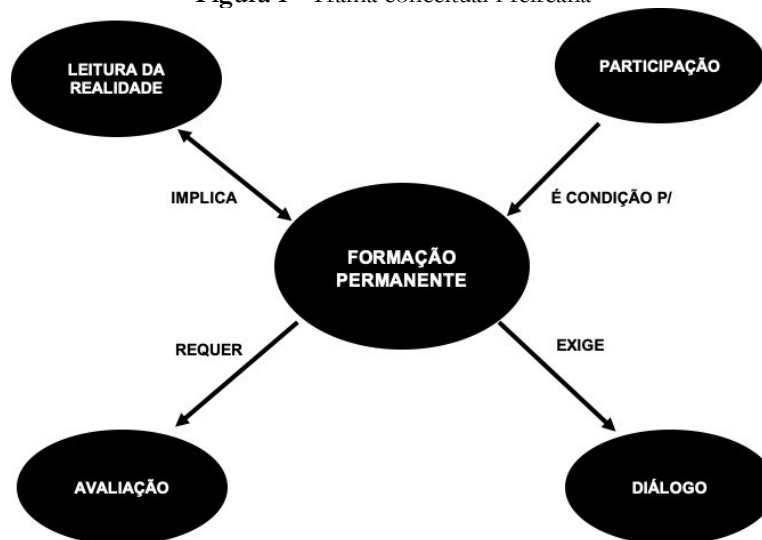 Figura 1 - Trama conceitual Freireana
LEITURA DA
REALIDADE
PARTICIPAÇÃO
IMPLICA
É CONDIÇÃO P/
FORMAÇÃO
PERMANENTE
REQUER
EXIGE
AVALIAÇÃO
DIÁLOGO